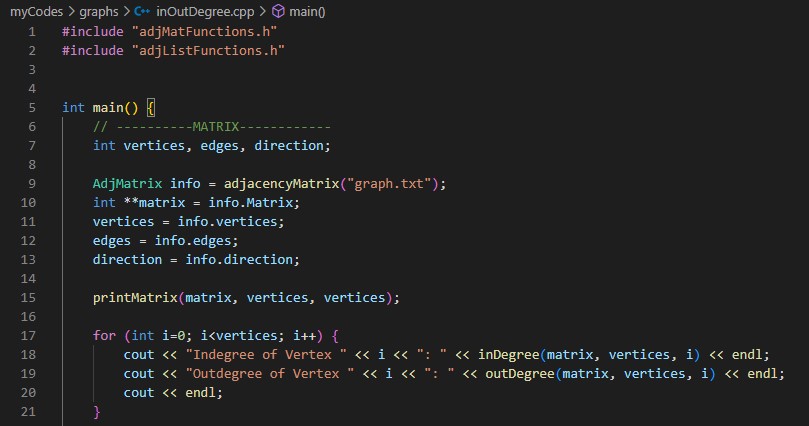 myCodes > graphs > C++ inOutDegree.cpp > main()
1 #include "adjMatFunctions.h"
2 #include "adjListFunctions.h"
3
4
5 int main() {
6     // ----------MATRIX------------
7     int vertices, edges, direction;
8
9     AdjMatrix info = adjacencyMatrix("graph.txt");
10     int **matrix = info.Matrix;
11     vertices = info.vertices;
12     edges = info.edges;
13     direction = info.direction;
14
15     printMatrix(matrix, vertices, vertices);
16
17     for (int i=0; i<vertices; i++) {
18         cout << "Indegree of Vertex " << i << ": " << inDegree(matrix, vertices, i) << endl;
19         cout << "Outdegree of Vertex " << i << ": " << outDegree(matrix, vertices, i) << endl;
20         cout << endl;
21     }